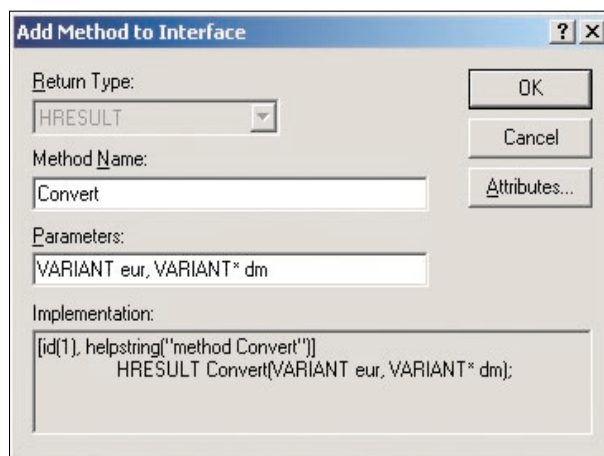 Add Method to Interface
Return Type:
HRESULT
Method Name:
Convert
Parameters:
VARIANT eur, VARIANT* dm
Implementation:
[id(1), helpstring("method Convert")]
HRESULT Convert(VARIANT eur, VARIANT* dm);
OK
Cancel
Attributes...